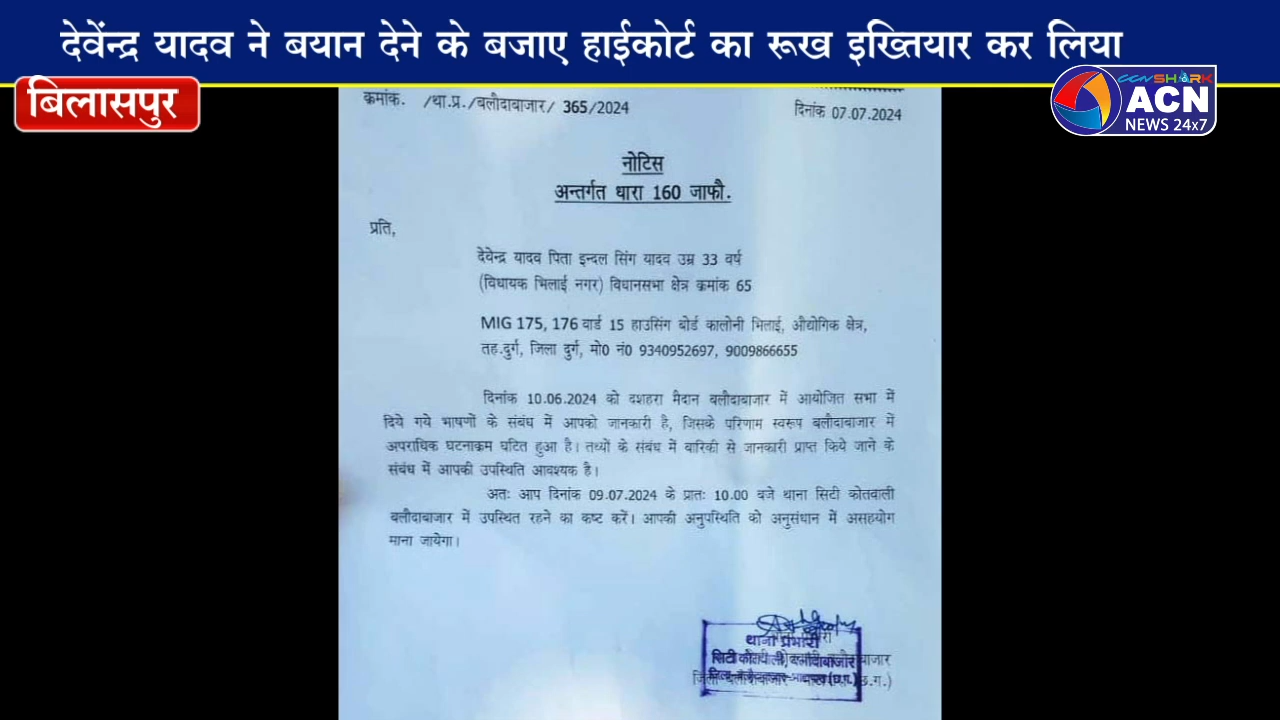 देवेंन्द्र यादव ने बयान देने के बजाए हाईकोर्ट का रूख इख्तियार कर लिया
बिलासपुर
CCN SHARK
ACN
NEWS 24x7
क्रमांक. /था.प्र./बलौदाबाजार/ 365/2024
दिनांक 07.07.2024
नोटिस
अन्तर्गत धारा 160 जाफौ.
प्रति,
देवेन्द्र यादव पिता इन्दल सिंग यादव उम्र 33 वर्ष
(विधायक भिलाई नगर) विधानसभा क्षेत्र क्रमांक 65
MIG 175, 176 वार्ड 15 हाउसिंग बोर्ड कालोनी भिलाई, औद्योगिक क्षेत्र,
तह.दुर्ग, जिला दुर्ग, मो0 नं0 9340952697, 9009866655
दिनांक 10.06.2024 को दशहरा मैदान बलौदाबाजार में आयोजित सभा में
दिये गये भाषणों के संबंध में आपको जानकारी है, जिसके परिणाम स्वरूप बलौदाबाजार में
अपराधिक घटनाक्रम घटित हुआ है। तथ्यों के संबंध में बारिकी से जानकारी प्राप्त किये जाने के
संबंध में आपकी उपस्थिति आवश्यक है।
अतः आप दिनांक 09.07.2024 के प्रातः 10.00 बजे थाना सिटी कोतवाली
बलौदाबाजार में उपस्थित रहने का कष्ट करें। आपकी अनुपस्थिति को अनुसंधान में असहयोग
माना जायेगा।
थाना प्रभारी
सिटी कोतवाली, बलौदाबाजार